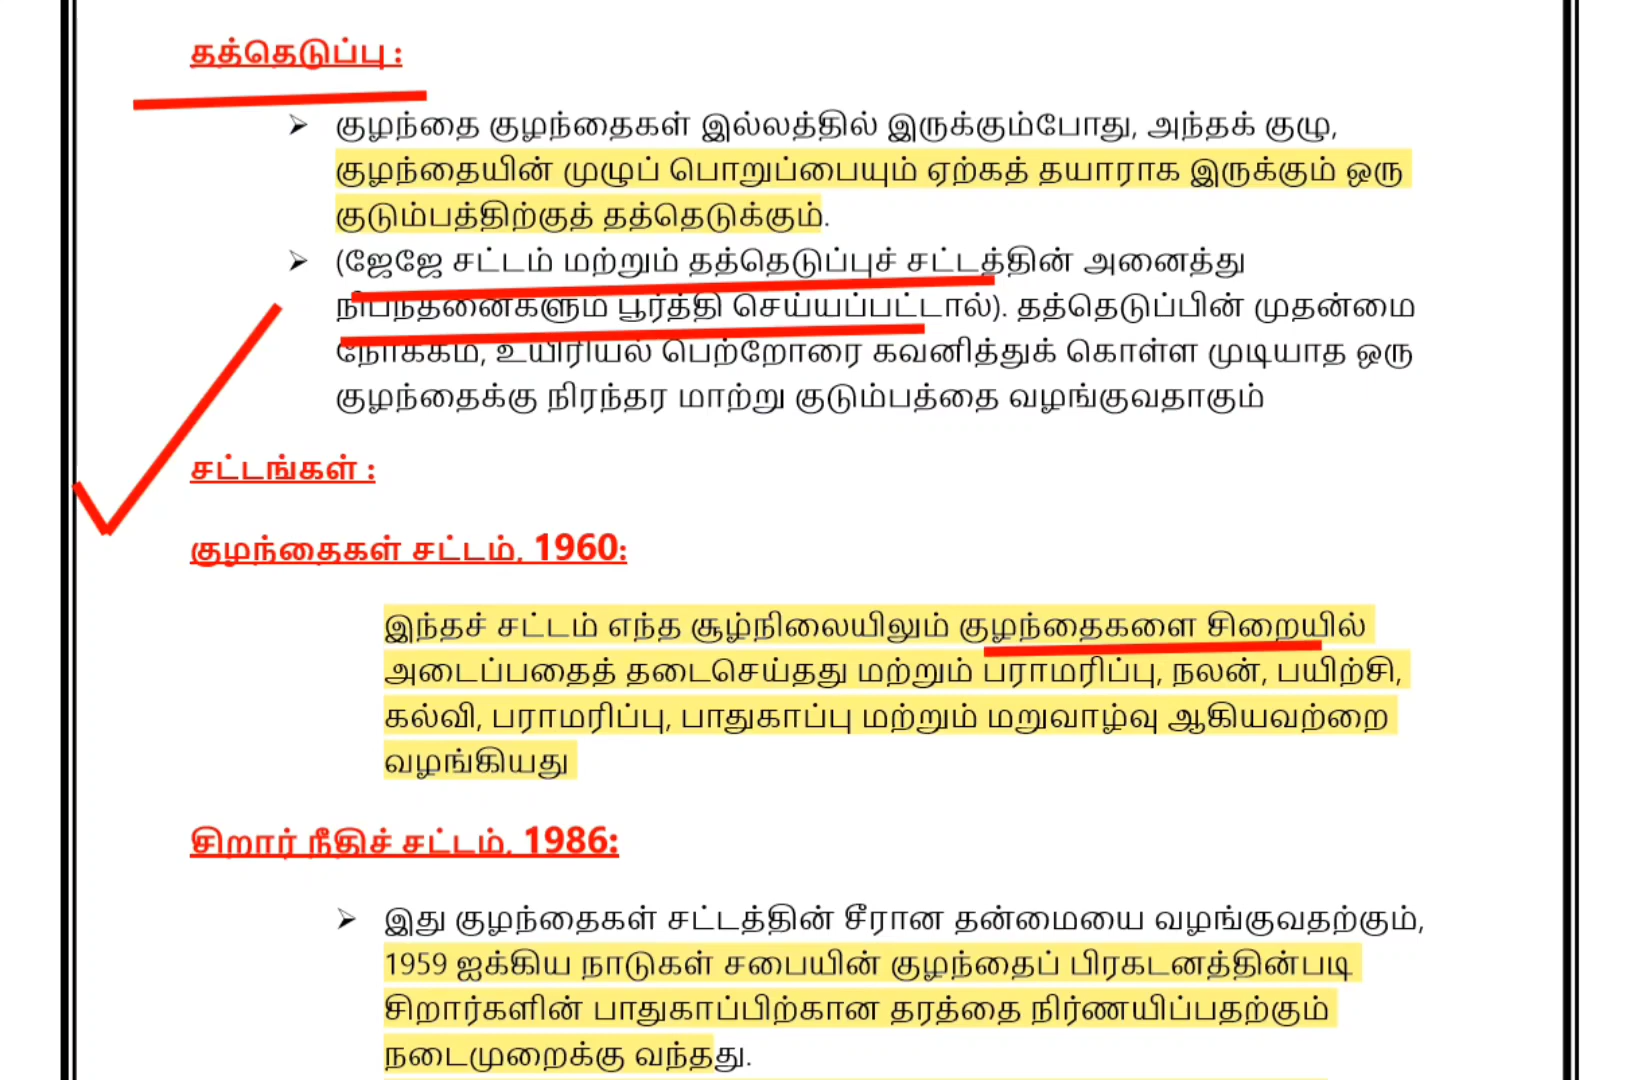 தத்தெடுப்பு :
➢ குழந்தை குழந்தைகள் இல்லத்தில் இருக்கும்போது, அந்தக் குழு,
குழந்தையின் முழுப் பொறுப்பையும் ஏற்கத் தயாராக இருக்கும் ஒரு
குடும்பத்திற்குத் தத்தெடுக்கும்.
➢ (ஜேஜே சட்டம் மற்றும் தத்தெடுப்புச் சட்டத்தின் அனைத்து
நிபந்தனைகளும் பூர்த்தி செய்யப்பட்டால்). தத்தெடுப்பின் முதன்மை
நோக்கம், உயிரியல் பெற்றோரை கவனித்துக் கொள்ள முடியாத ஒரு
குழந்தைக்கு நிரந்தர மாற்று குடும்பத்தை வழங்குவதாகும்
சட்டங்கள் :
குழந்தைகள் சட்டம், 1960:
இந்தச் சட்டம் எந்த சூழ்நிலையிலும் குழந்தைகளை சிறையில்
அடைப்பதைத் தடைசெய்தது மற்றும் பராமரிப்பு, நலன், பயிற்சி,
கல்வி, பராமரிப்பு, பாதுகாப்பு மற்றும் மறுவாழ்வு ஆகியவற்றை
வழங்கியது
சிறார் நீதிச் சட்டம், 1986:
➢ இது குழந்தைகள் சட்டத்தின் சீரான தன்மையை வழங்குவதற்கும்,
1959 ஐக்கிய நாடுகள் சபையின் குழந்தைப் பிரகடனத்தின்படி
சிறார்களின் பாதுகாப்பிற்கான தரத்தை நிர்ணயிப்பதற்கும்
நடைமுறைக்கு வந்தது.